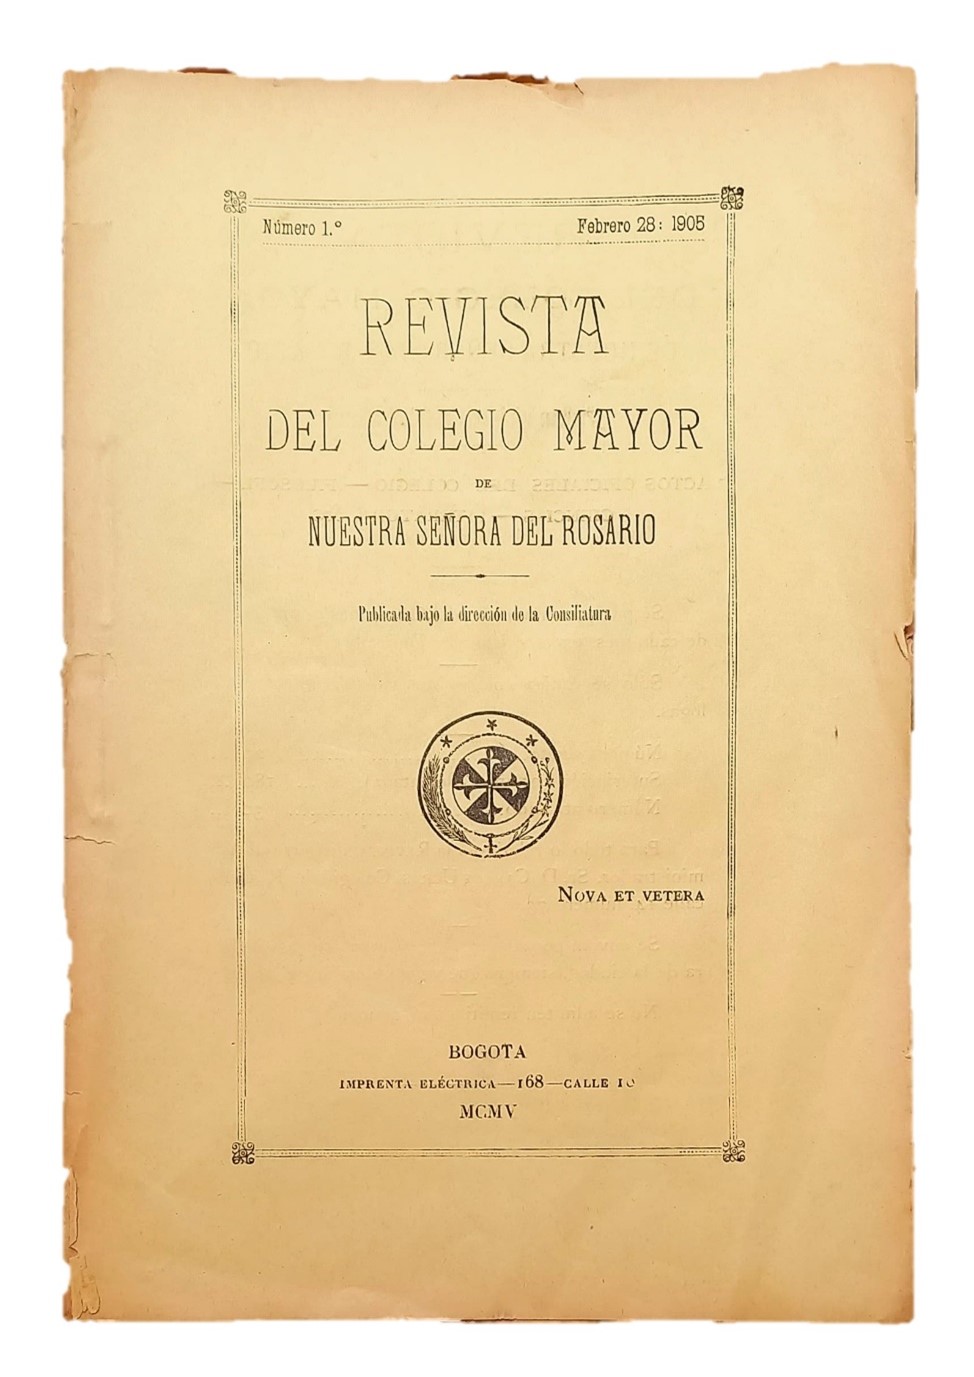 Número 1.º Febrero 28: 1905
REVISTA
DEL COLEGIO MAYOR
DE
NUESTRA SEÑORA DEL ROSARIO
Publicada bajo la dirección de la Consiliatura
NOVA ET VETERA
BOGOTA
IMPRENTA ELÉCTRICA—168—CALLE 10
MCMV